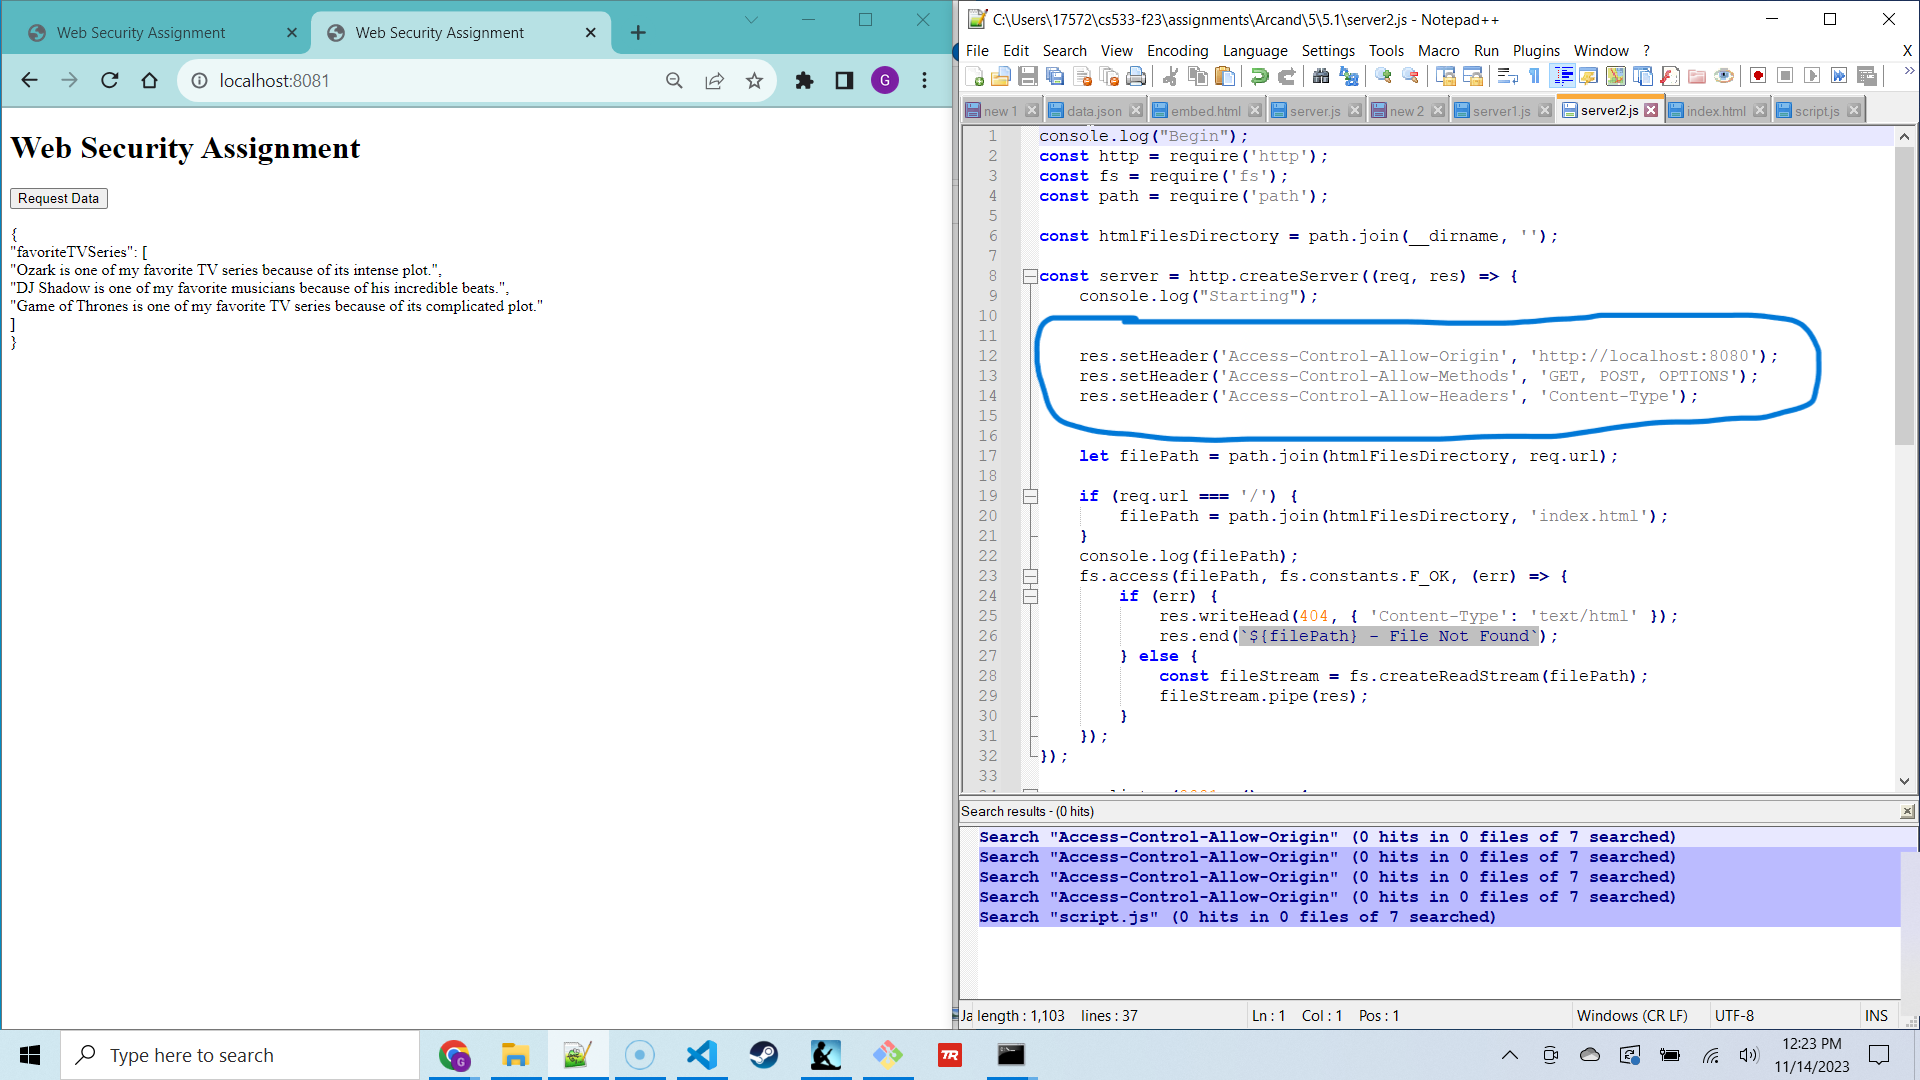 Web Security Assignment
Web Security Assignment
localhost:8081
G
Web Security Assignment
Request Data
{
"favoriteTVSeries": [
"Ozark is one of my favorite TV series because of its intense plot.",
"DJ Shadow is one of my favorite musicians because of his incredible beats.",
"Game of Thrones is one of my favorite TV series because of its complicated plot."
]
}
C:\Users\17572\cs533-f23\assignments\Arcand\5\5.1\server2.js - Notepad++
File Edit Search View Encoding Language Settings Tools Macro Run Plugins Window ? X
new 1 data.json embed.html server.js new 2 server1.js server2.js index.html script.js
1 console.log("Begin");
2 const http = require('http');
3 const fs = require('fs');
4 const path = require('path');
5
6 const htmlFilesDirectory = path.join(__dirname, '');
7
8 const server = http.createServer((req, res) => {
9 console.log("Starting");
10
11
12 res.setHeader('Access-Control-Allow-Origin', 'http://localhost:8080');
13 res.setHeader('Access-Control-Allow-Methods', 'GET, POST, OPTIONS');
14 res.setHeader('Access-Control-Allow-Headers', 'Content-Type');
15
16
17 let filePath = path.join(htmlFilesDirectory, req.url);
18
19 if (req.url === '/') {
20 filePath = path.join(htmlFilesDirectory, 'index.html');
21 }
22 console.log(filePath);
23 fs.access(filePath, fs.constants.F_OK, (err) => {
24 if (err) {
25 res.writeHead(404, { 'Content-Type': 'text/html' });
26 res.end(`${filePath} - File Not Found`);
27 } else {
28 const fileStream = fs.createReadStream(filePath);
29 fileStream.pipe(res);
30 }
31 });
32 });
33
Search results - (0 hits)
Search "Access-Control-Allow-Origin" (0 hits in 0 files of 7 searched)
Search "Access-Control-Allow-Origin" (0 hits in 0 files of 7 searched)
Search "Access-Control-Allow-Origin" (0 hits in 0 files of 7 searched)
Search "Access-Control-Allow-Origin" (0 hits in 0 files of 7 searched)
Search "script.js" (0 hits in 0 files of 7 searched)
Ja length : 1,103 lines : 37 Ln : 1 Col : 1 Pos : 1 Windows (CR LF) UTF-8 INS
Type here to search
G
TR
12:23 PM
11/14/2023